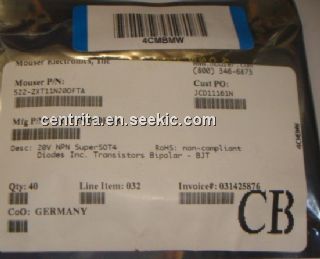 4CMBMW
Mouser Electronics, Inc
(800) 346-6873
Mouser P/N:
522-ZXT11N20DFTA
Cust PO:
JCD11161N
Mfg P/N:
centrita.en.seekic.com
Desc: 20V NPN SuperSOT4 RoHS: non-compliant
Diodes Inc. Transistors Bipolar - BJT
Qty: 40 Line Item: 032 Invoice#: 031425876
CoO: GERMANY
CB
4CMBMW